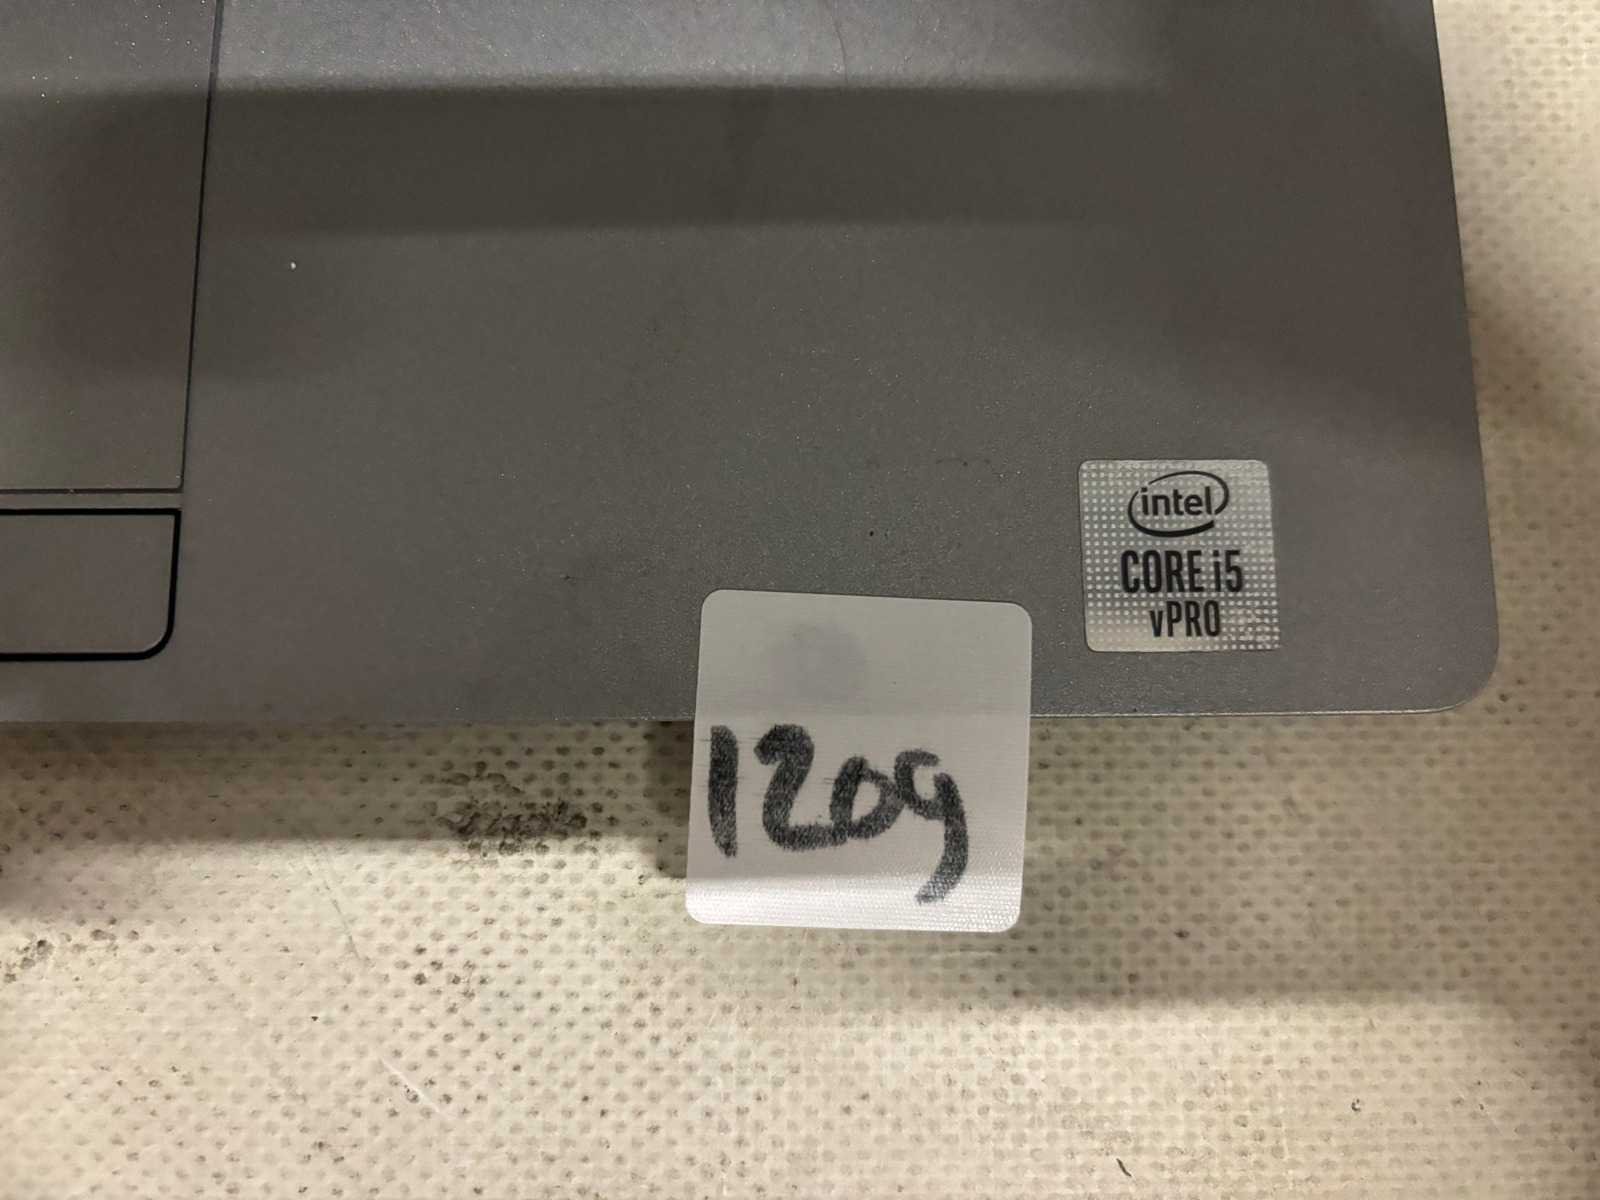 intel
CORE i5
vPRO
1209